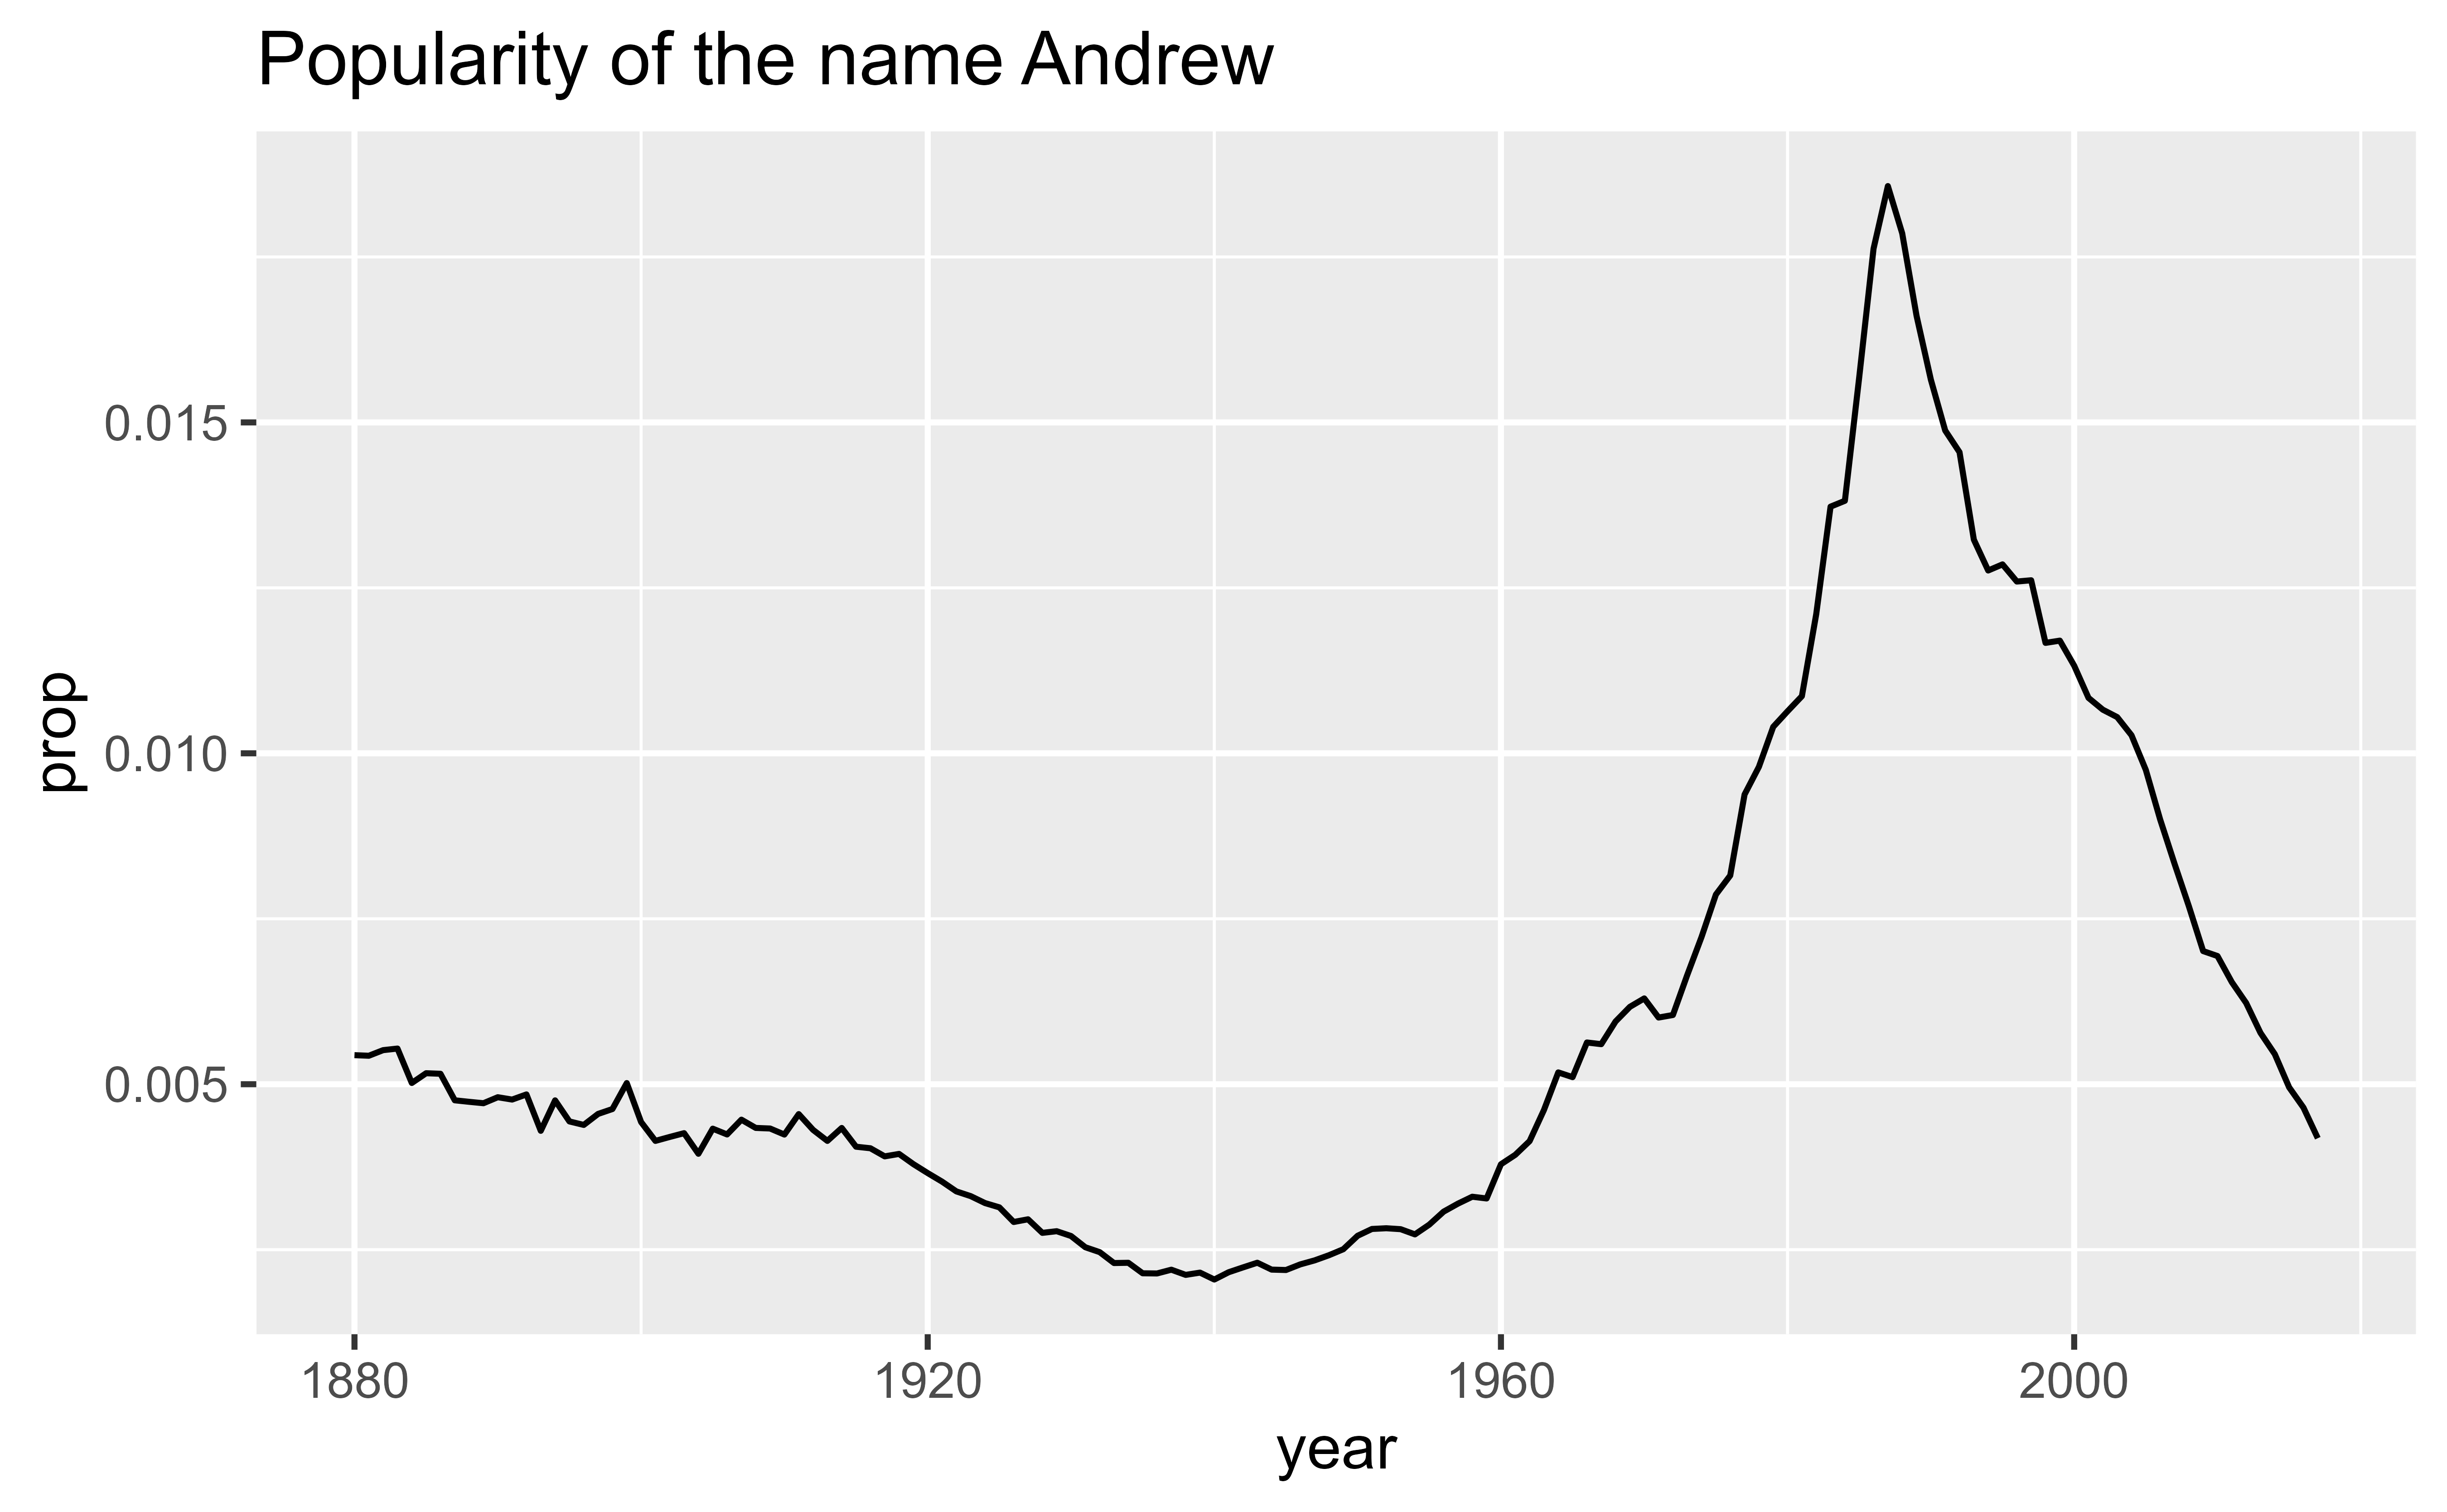 Popularity of the name Andrew
0.015
0.010
0.005
prop
1880 1920 1960 2000
year